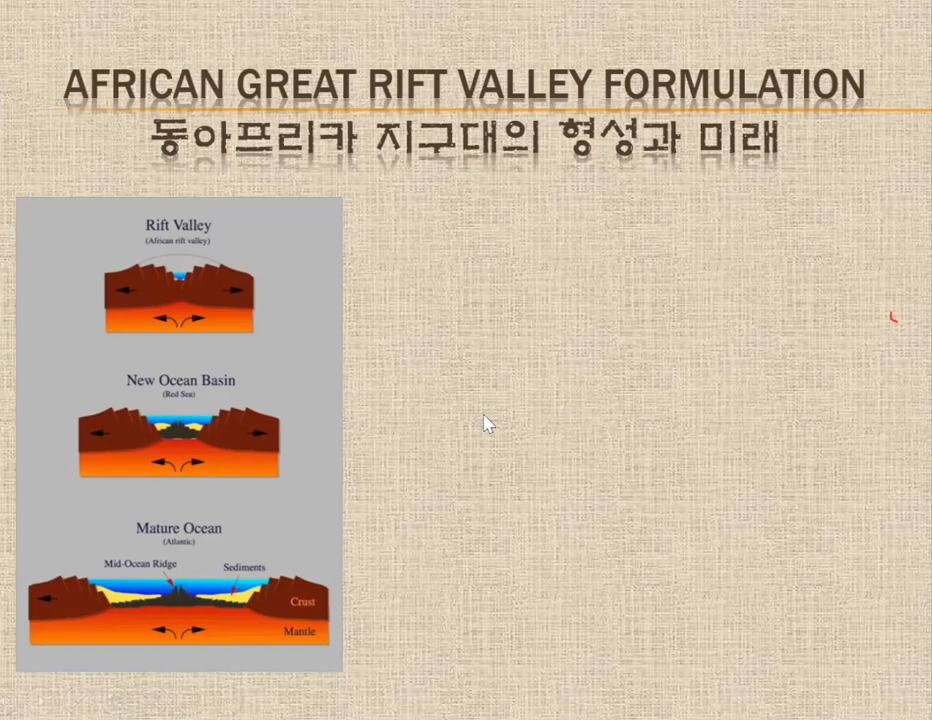 AFRICAN GREAT RIFT VALLEY FORMULATION
동아프리카 지구대의 형성과 미래
Rift Valley
(African rift valley)
New Ocean Basin
(Red Sea)
Mature Ocean
(Atlantic)
Mid-Ocean Ridge
Sediments
Crust
Mantle